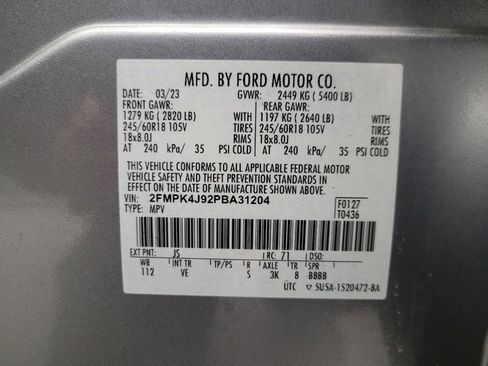 MFD. BY FORD MOTOR CO.
DATE: 03/23 GVWR: 2449 KG ( 5400 LB)
FRONT GAWR: REAR GAWR:
1279 KG ( 2820 LB) WITH 1197 KG ( 2640 LB)
245/60R18 105V TIRES 245/60R18 105V
18x8.0J RIMS 18x8.0J
AT 240 kPa/ 35 PSI COLD AT 240 kPa/ 35 PSI COLD
THIS VEHICLE CONFORMS TO ALL APPLICABLE FEDERAL MOTOR
VEHICLE SAFETY AND THEFT PREVENTION STANDARDS IN
EFFECT ON THE DATE OF MANUFACTURE SHOWN ABOVE.
VIN: 2FMPK4J92PBA31204 F0127
TYPE: MPV T0436
EXT PNT: JS RC: 71 DSO:
WB INT TR TP/PS R AXLE TR SPR
112 VE S 3K 8 BBBB
UTC ▽ 5U5A-1520472-BA